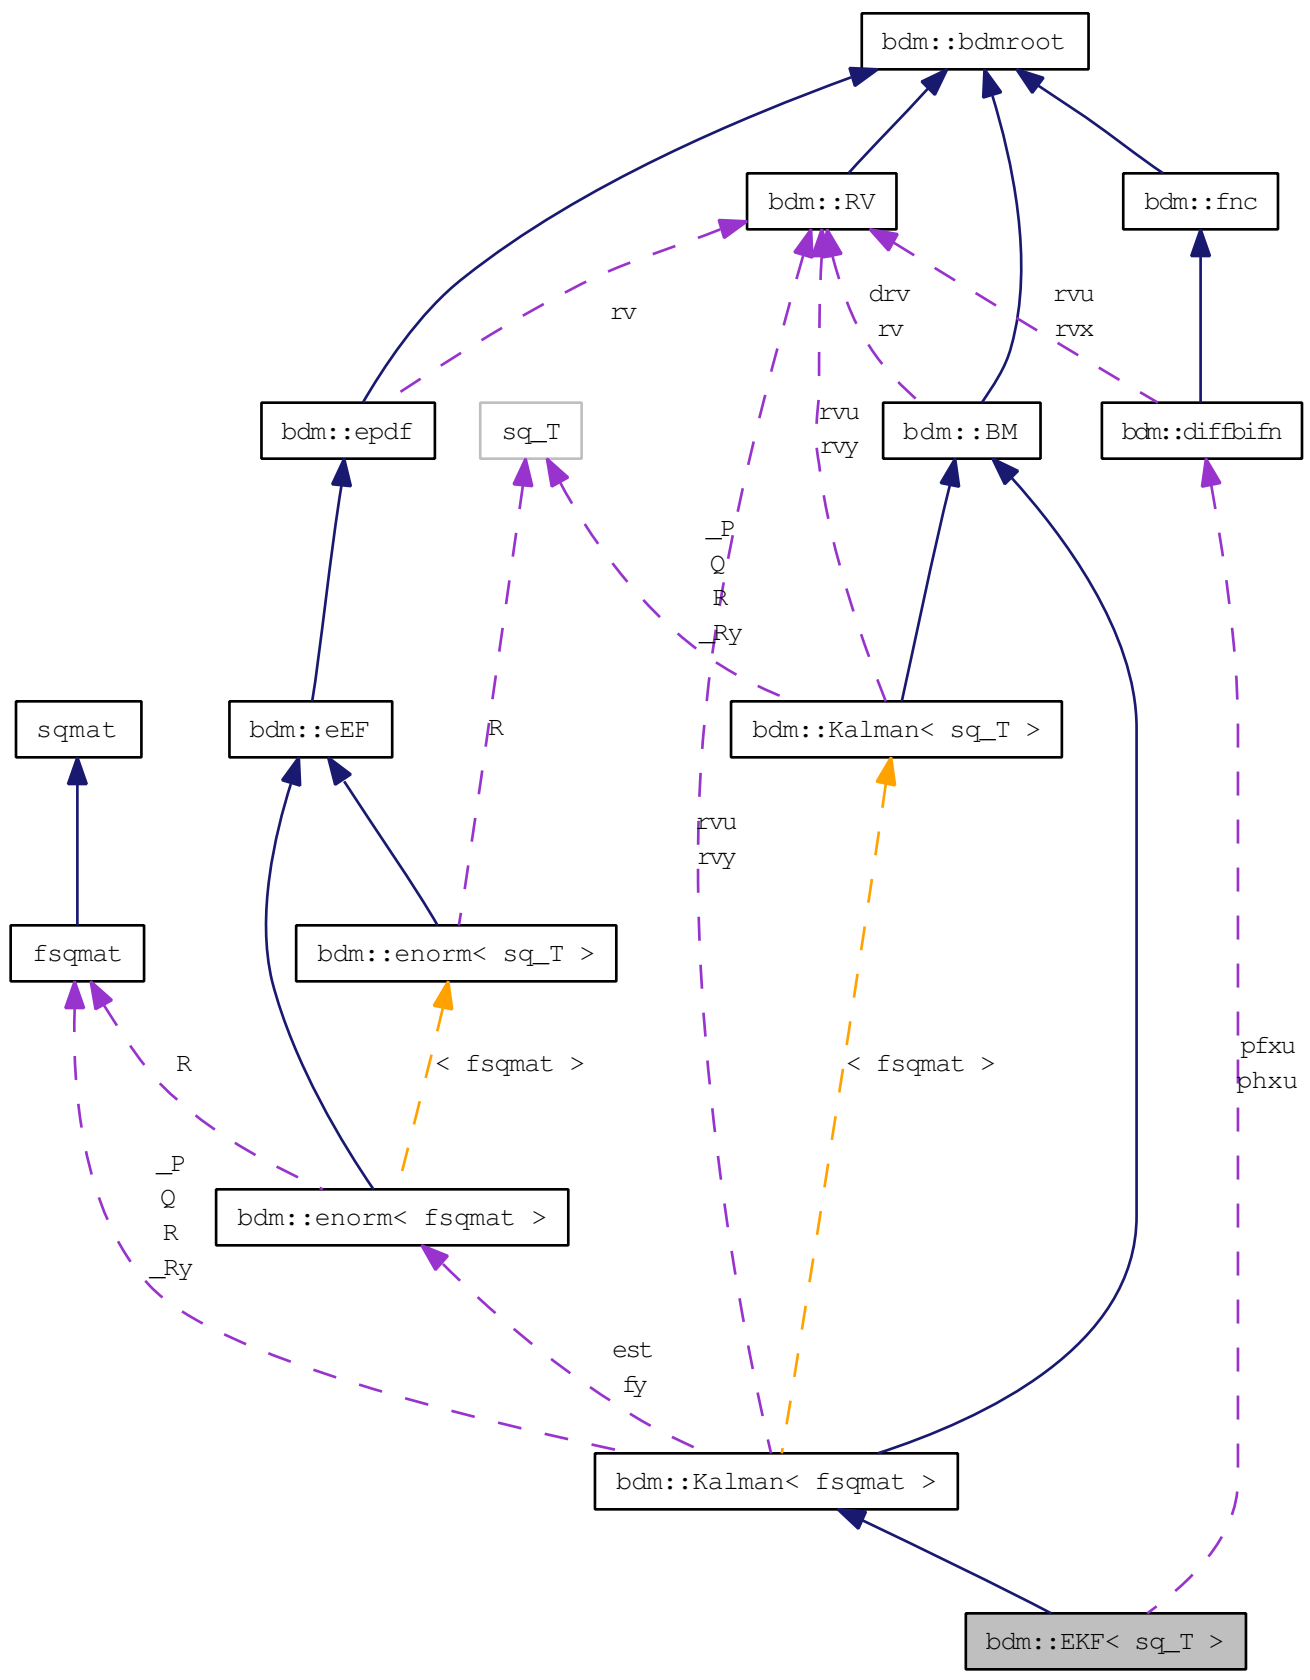 bdm::bdmroot
bdm::RV
bdm::fnc
drv
rv
rvu
rvx
rv
bdm::epdf
sq_T
rvu
rvy
bdm::BM
bdm::diffbifn
_P
Q
R
_Ry
sqmat
bdm::eEF
R
bdm::Kalman< sq_T >
rvu
rvy
fsqmat
bdm::enorm< sq_T >
R
< fsqmat >
< fsqmat >
pfxu
phxu
_P
Q
R
_Ry
bdm::enorm< fsqmat >
est
fy
bdm::Kalman< fsqmat >
bdm::EKF< sq_T >